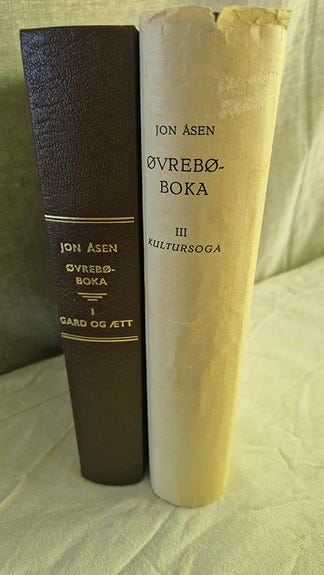 JON ÅSEN
ØVREBØ-
BOKA
I
GARD OG ÆTT
JON ÅSEN
ØVREBØ-
BOKA
III
KULTURSOGA